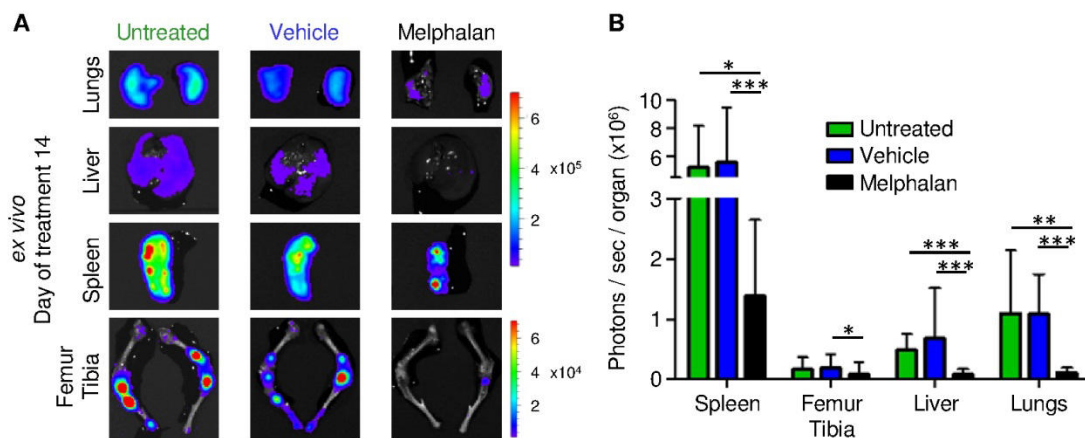 A
Untreated
Vehicle
Melphalan
ex vivo
Day of treatment 14
Lungs
Liver
Spleen
Femur
Tibia
6
4
x10⁵
2
6
4
x10⁴
2
B
Photons / sec / organ (x10⁶)
10
6
3
2
1
0
Untreated
Vehicle
Melphalan
*
***
*
***
***
**
***
Spleen
Femur
Tibia
Liver
Lungs